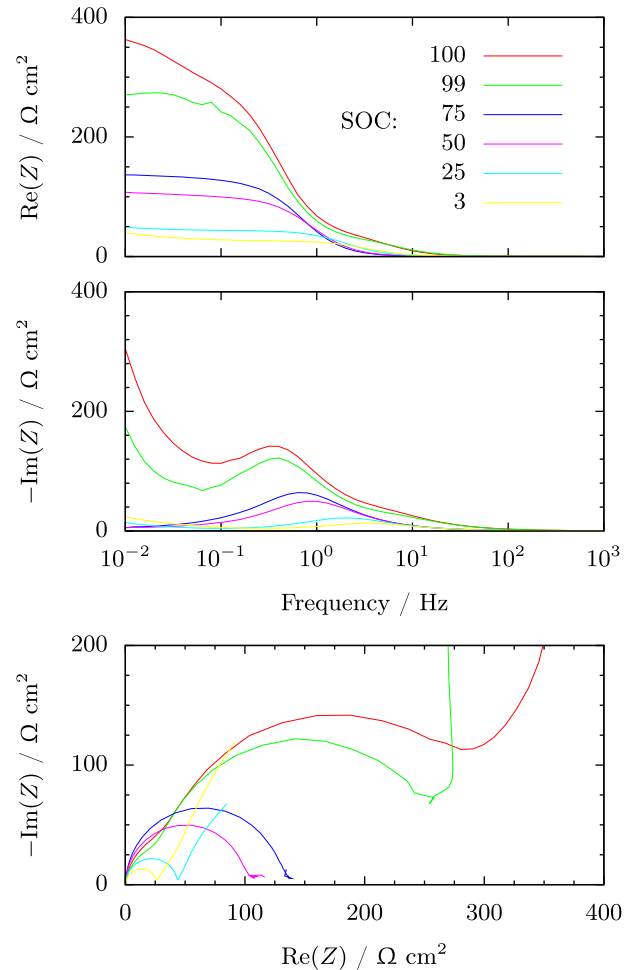 400
200
0
Re(Z) / Ω cm²
SOC:
100
99
75
50
25
3
400
200
0
−Im(Z) / Ω cm²
10⁻² 10⁻¹ 10⁰ 10¹ 10² 10³
Frequency / Hz
200
100
0
−Im(Z) / Ω cm²
0 100 200 300 400
Re(Z) / Ω cm²